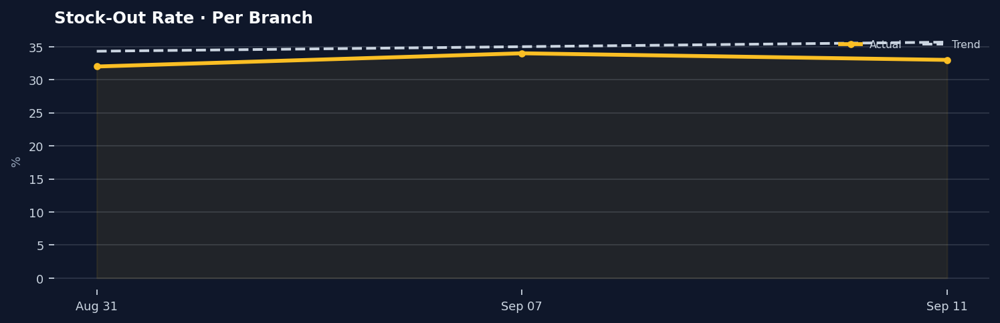 Stock-Out Rate · Per Branch
35
Actual
Trend
30
25
20
%
15
10
5
0
Aug 31
Sep 07
Sep 11